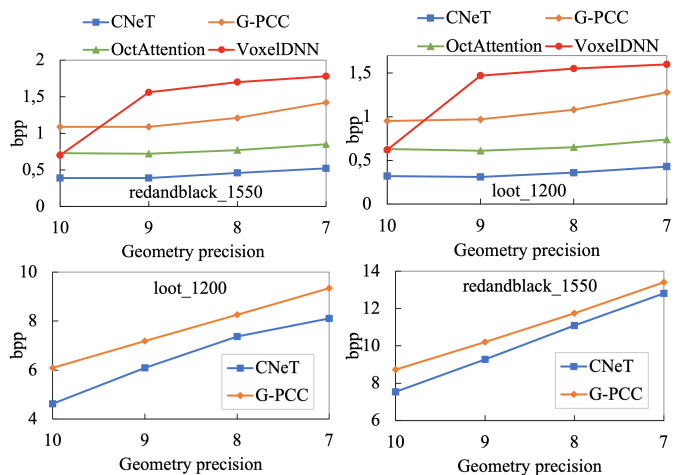 CNeT G-PCC
OctAttention VoxelDNN
2
1,5
1
0,5
0
bpp
redandblack_1550
10 9 8 7
Geometry precision
CNeT G-PCC
OctAttention VoxelDNN
1,5
1
0,5
0
bpp
loot_1200
10 9 8 7
Geometry precision
10
8
6
4
bpp
loot_1200
CNeT
G-PCC
10 9 8 7
Geometry precision
14
12
10
8
6
bpp
redandblack_1550
CNeT
G-PCC
10 9 8 7
Geometry precision